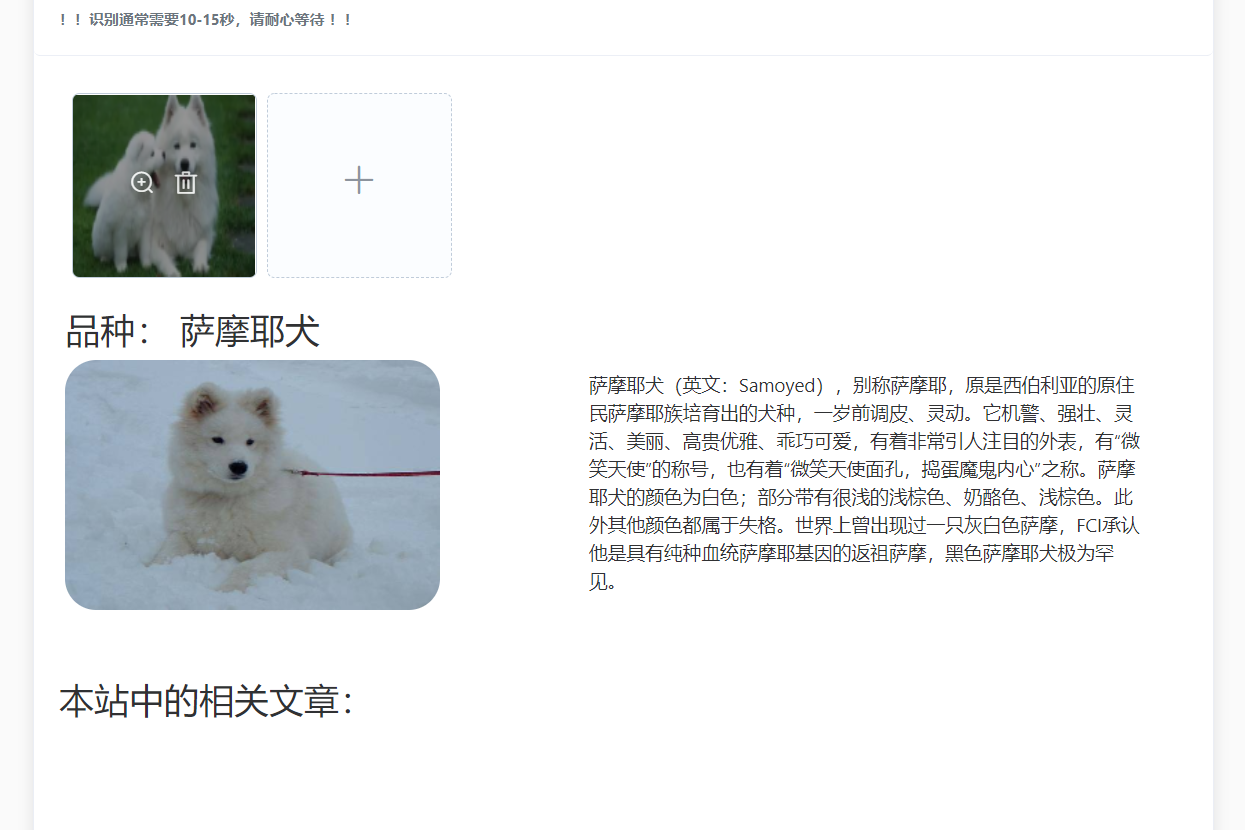 ！！识别通常需要10-15秒，请耐心等待！！
品种： 萨摩耶犬
萨摩耶犬（英文：Samoyed），别称萨摩耶，原是西伯利亚的原住
民萨摩耶族培育出的犬种，一岁前调皮、灵动。它机警、强壮、灵
活、美丽、高贵优雅、乖巧可爱，有着非常引人注目的外表，有“微
笑天使”的称号，也有着“微笑天使面孔，捣蛋魔鬼内心”之称。萨摩
耶犬的颜色为白色；部分带有很浅的浅棕色、奶酪色、浅棕色。此
外其他颜色都属于失格。世界上曾出现过一只灰白色萨摩，FCI承认
他是具有纯种血统萨摩耶基因的返祖萨摩，黑色萨摩耶犬极为罕
见。
本站中的相关文章：